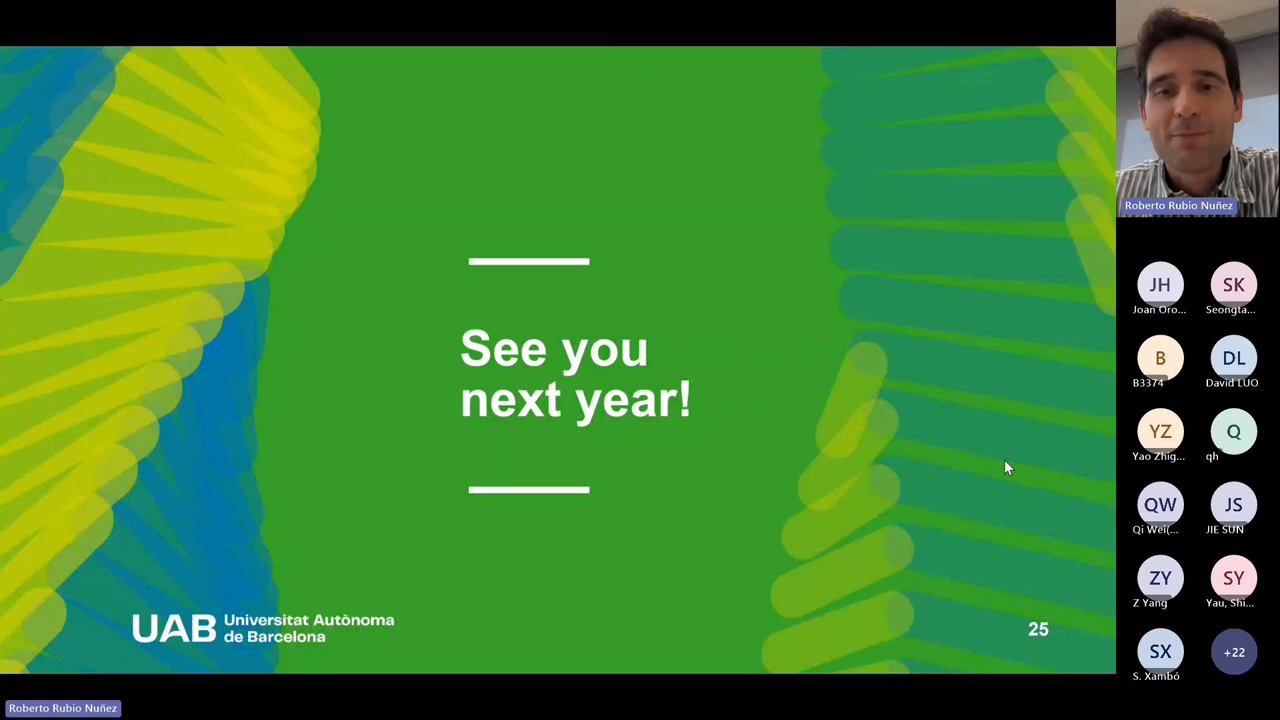 See you
next year!
UAB Universitat Autònoma
de Barcelona
25
Roberto Rubio Nuñez
JH
Joan Oro...
SK
Seongta...
B
B3374
DL
David LUO
YZ
Yao Zhig...
Q
qh
QW
Qi Wei(...
JS
JIE SUN
ZY
Z Yang
SY
Yau, Shi...
SX
S. Xambó
+22
Roberto Rubio Nuñez